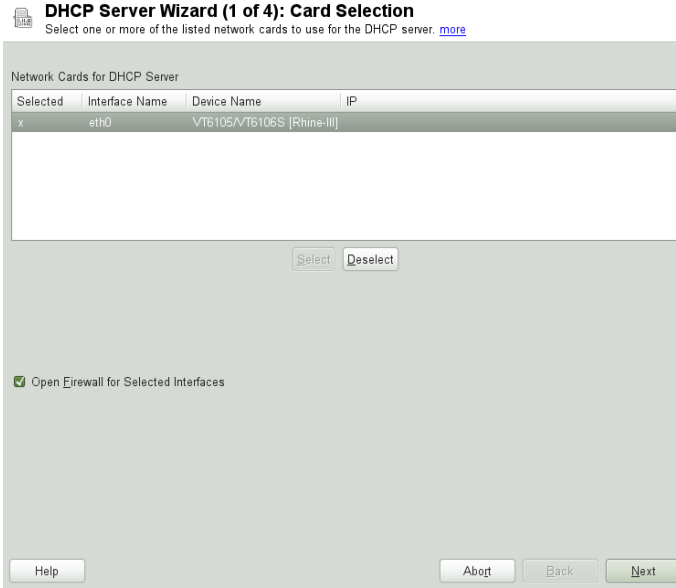 DHCP Server Wizard (1 of 4): Card Selection
Select one or more of the listed network cards to use for the DHCP server. more
Network Cards for DHCP Server
Selected Interface Name Device Name IP
x eth0 VT6105/VT6106S [Rhine-III]
Select Deselect
Open Firewall for Selected Interfaces
Help Abort Back Next